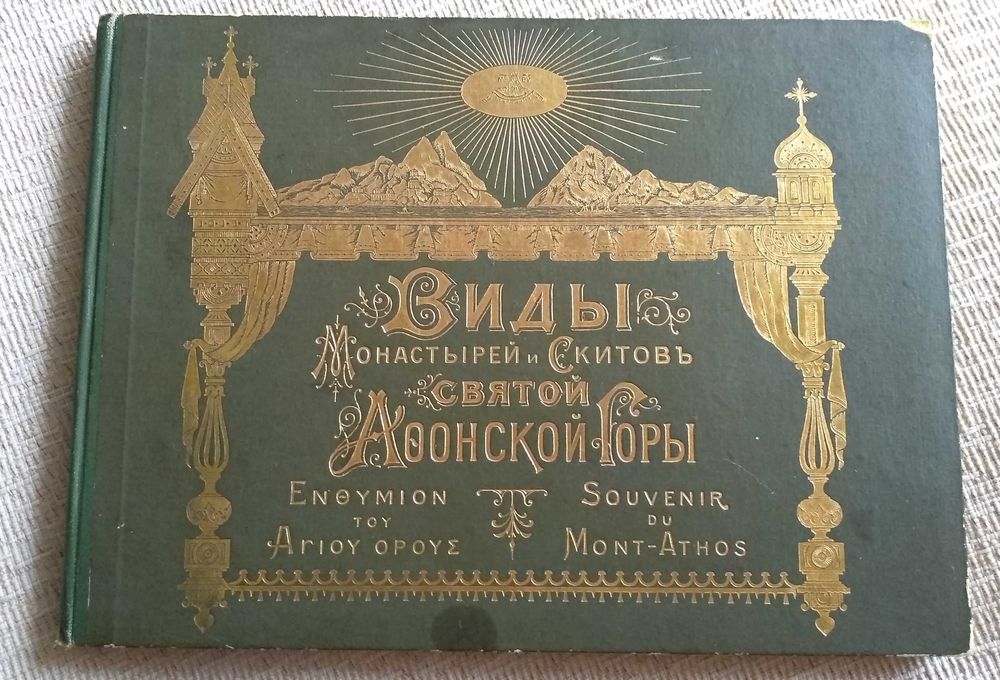 Виды
Монастырей и Скитовъ
Святой
Аѳонской Горы
ΕΝΘΥΜΙΟΝ
ΤΟΥ
ΑΓΙΟΥ ΟΡΟΥΣ
SOUVENIR
DU
MONT-ATHOS